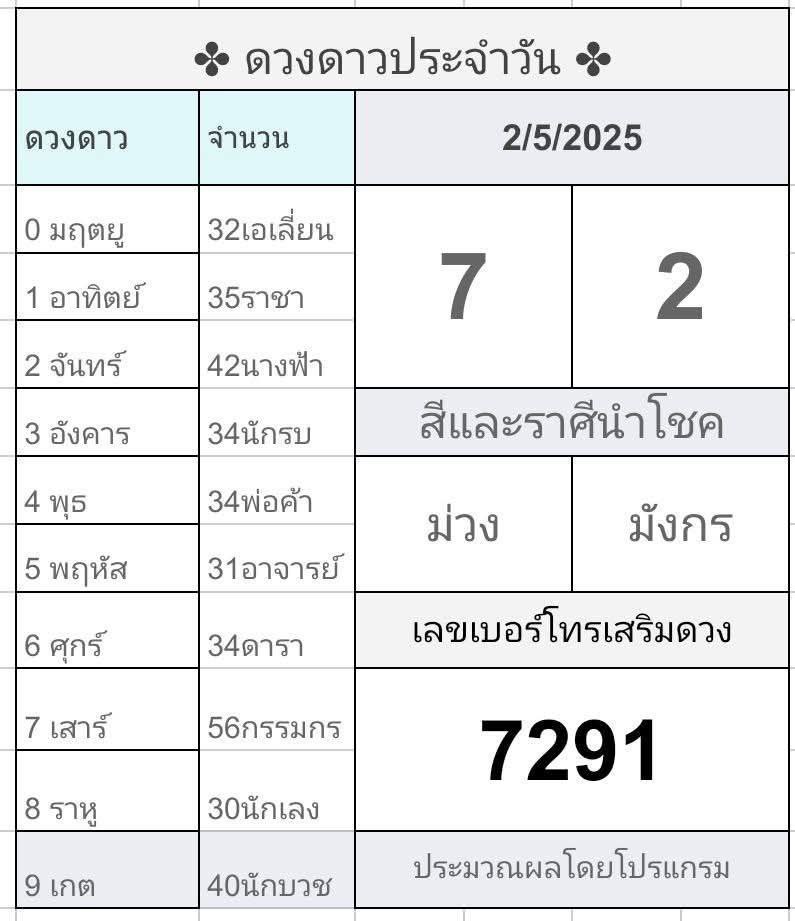 ✤ ดวงดาวประจำวัน ✤
ดวงดาว จำนวน 2/5/2025
0 มฤตยู 32เอเลี่ยน
7 2
1 อาทิตย์ 35ราชา
2 จันทร์ 42นางฟ้า
3 อังคาร 34นักรบ สีและราศีนำโชค
4 พุธ 34พ่อค้า
ม่วง มังกร
5 พฤหัส 31อาจารย์
6 ศุกร์ 34ดารา เลขเบอร์โทรเสริมดวง
7 เสาร์ 56กรรมกร
7291
8 ราหู 30นักเลง
9 เกต 40นักบวช ประมวณผลโดยโปรแกรม